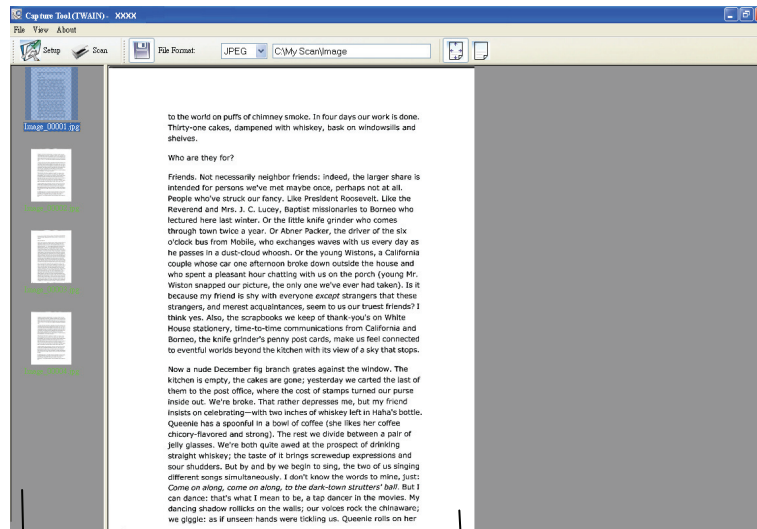 Capture Tool (TWAIN) - XXXX
File View About
Setup Scan File Format: JPEG C:\My Scan\Image
Image_00001.jpg
to the world on puffs of chimney smoke. In four days our work is done.
Thirty-one cakes, dampened with whiskey, bask on windowsills and
shelves.
Who are they for?
Friends. Not necessarily neighbor friends: indeed, the larger share is
intended for persons we've met maybe once, perhaps not at all.
People who've struck our fancy. Like President Roosevelt. Like the
Reverend and Mrs. J. C. Lucey, Baptist missionaries to Borneo who
lectured here last winter. Or the little knife grinder who comes
through town twice a year. Or Abner Packer, the driver of the six
o'clock bus from Mobile, who exchanges waves with us every day as
he passes in a dust-cloud whoosh. Or the young Wistons, a California
couple whose car one afternoon broke down outside the house and
who spent a pleasant hour chatting with us on the porch (young Mr.
Wiston snapped our picture, the only one we've ever had taken). Is it
because my friend is shy with everyone except strangers that these
strangers, and merest acquaintances, seem to us our truest friends? I
think yes. Also, the scrapbooks we keep of thank-you's on White
House stationery, time-to-time communications from California and
Borneo, the knife grinder's penny post cards, make us feel connected
to eventful worlds beyond the kitchen with its view of a sky that stops.
Now a nude December fig branch grates against the window. The
kitchen is empty, the cakes are gone; yesterday we carted the last of
them to the post office, where the cost of stamps turned our purse
inside out. We're broke. That rather depresses me, but my friend
insists on celebrating—with two inches of whiskey left in Haha's bottle.
Queenie has a spoonful in a bowl of coffee (she likes her coffee
chicory-flavored and strong). The rest we divide between a pair of
jelly glasses. We're both quite awed at the prospect of drinking
straight whiskey; the taste of it brings screwedup expressions and
sour shudders. But by and by we begin to sing, the two of us singing
different songs simultaneously. I don't know the words to mine, just:
Come on along, come on along, to the dark-town strutters' ball. But I
can dance: that's what I mean to be, a tap dancer in the movies. My
dancing shadow rollicks on the walls; our voices rock the chinaware;
we giggle: as if unseen hands were tickling us. Queenie rolls on her